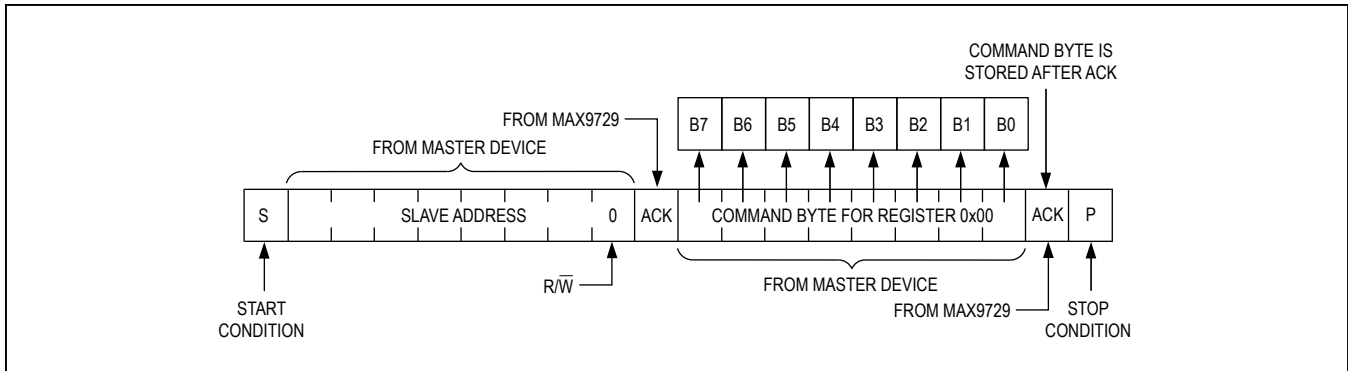 COMMAND BYTE IS
STORED AFTER ACK
FROM MAX9729
B7 B6 B5 B4 B3 B2 B1 B0
FROM MASTER DEVICE
S SLAVE ADDRESS 0 ACK COMMAND BYTE FOR REGISTER 0x00 ACK P
R/W̅
FROM MASTER DEVICE
START
CONDITION
FROM MAX9729
STOP
CONDITION